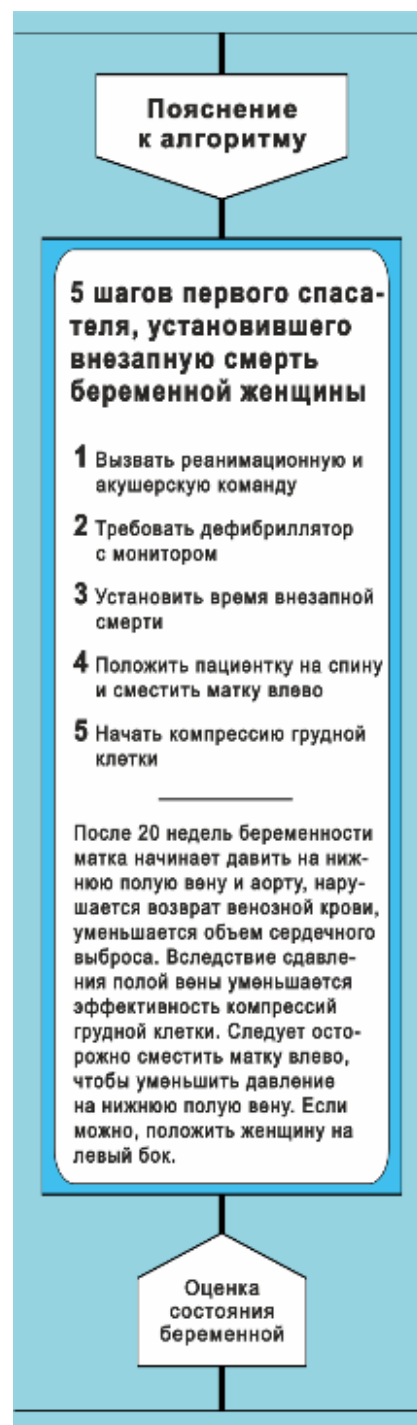 Пояснение
к алгоритму
5 шагов первого спаса-
теля, установившего
внезапную смерть
беременной женщины
1 Вызвать реанимационную и
акушерскую команду
2 Требовать дефибриллятор
с монитором
3 Установить время внезапной
смерти
4 Положить пациентку на спину
и сместить матку влево
5 Начать компрессию грудной
клетки
После 20 недель беременности
матка начинает давить на ниж-
нюю полую вену и аорту, нару-
шается возврат венозной крови,
уменьшается объем сердечного
выброса. Вследствие сдавле-
ния полой вены уменьшается
эффективность компрессий
грудной клетки. Следует осто-
рожно сместить матку влево,
чтобы уменьшить давление
на нижнюю полую вену. Если
можно, положить женщину на
левый бок.
Оценка
состояния
беременной